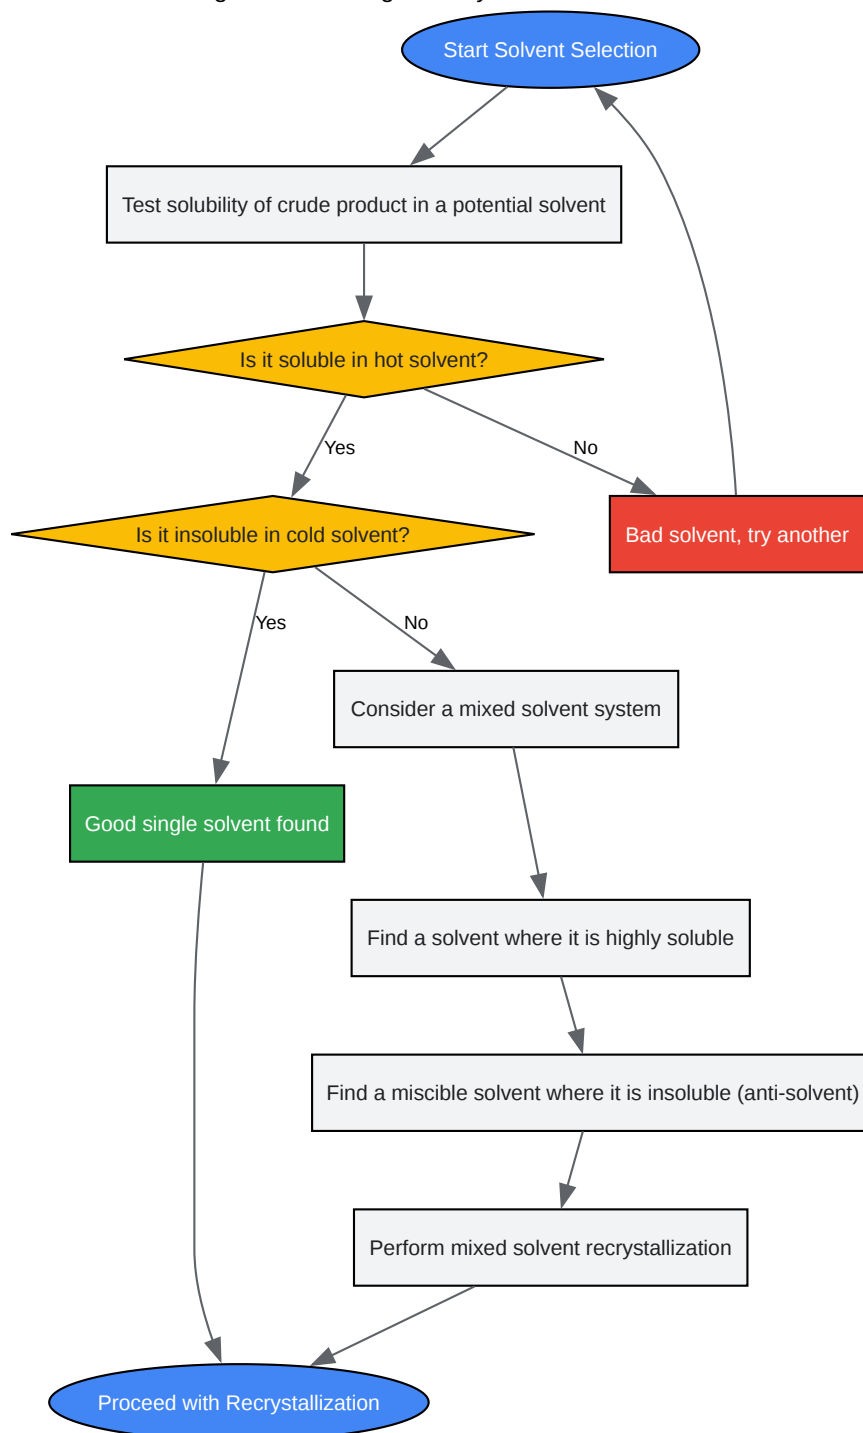 Start Solvent Selection
Test solubility of crude product in a potential solvent
Is it soluble in hot solvent?
Yes
No
Is it insoluble in cold solvent?
Bad solvent, try another
Yes
No
Consider a mixed solvent system
Good single solvent found
Find a solvent where it is highly soluble
Find a miscible solvent where it is insoluble (anti-solvent)
Perform mixed solvent recrystallization
Proceed with Recrystallization